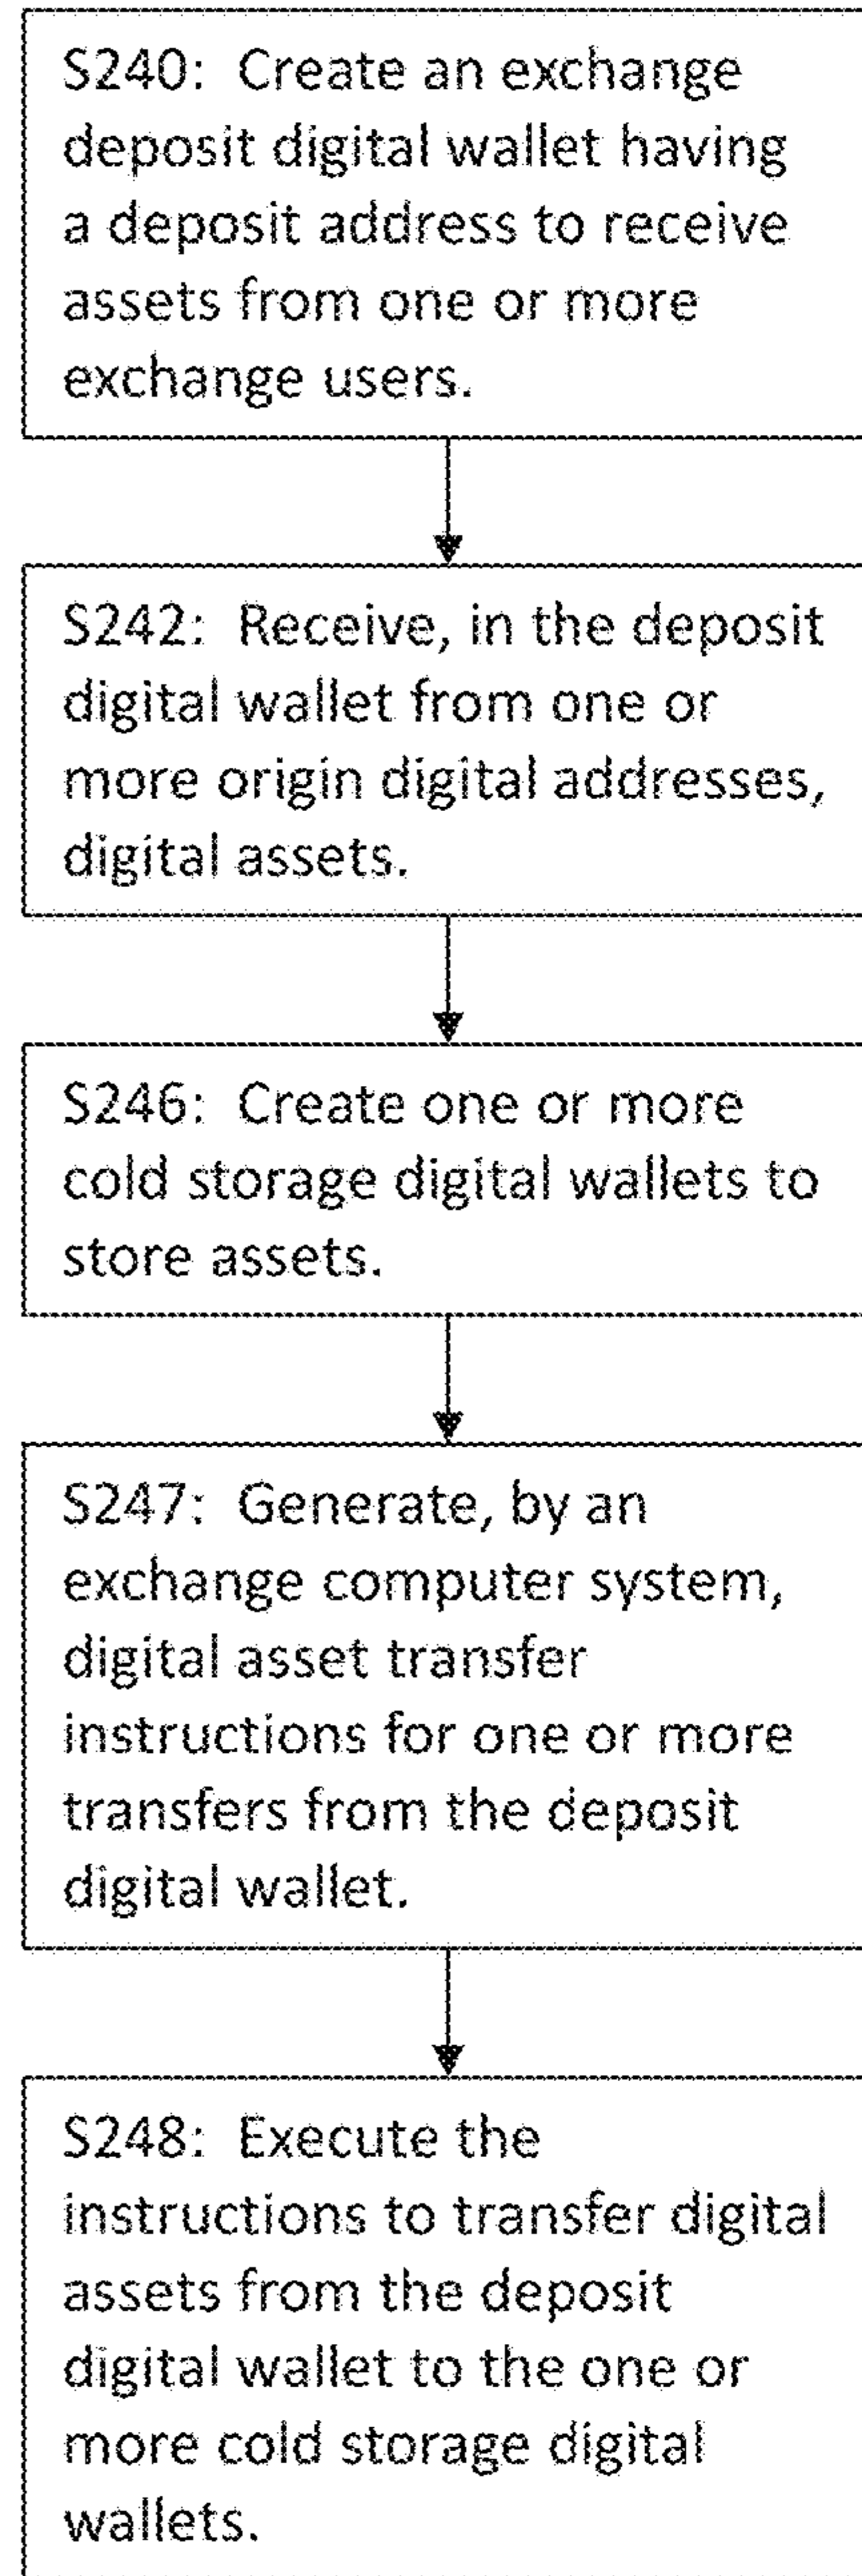 S240: Create an exchange
deposit digital wallet having
a deposit address to receive
assets from one or more
exchange users.
S242: Receive, in the deposit
digital wallet from one or
more origin digital addresses,
digital assets.
S246: Create one or more
cold storage digital wallets to
store assets.
S247: Generate, by an
exchange computer system,
digital asset transfer
instructions for one or more
transfers from the deposit
digital wallet.
S248: Execute the
instructions to transfer digital
assets from the deposit
digital wallet to the one or
more cold storage digital
wallets.